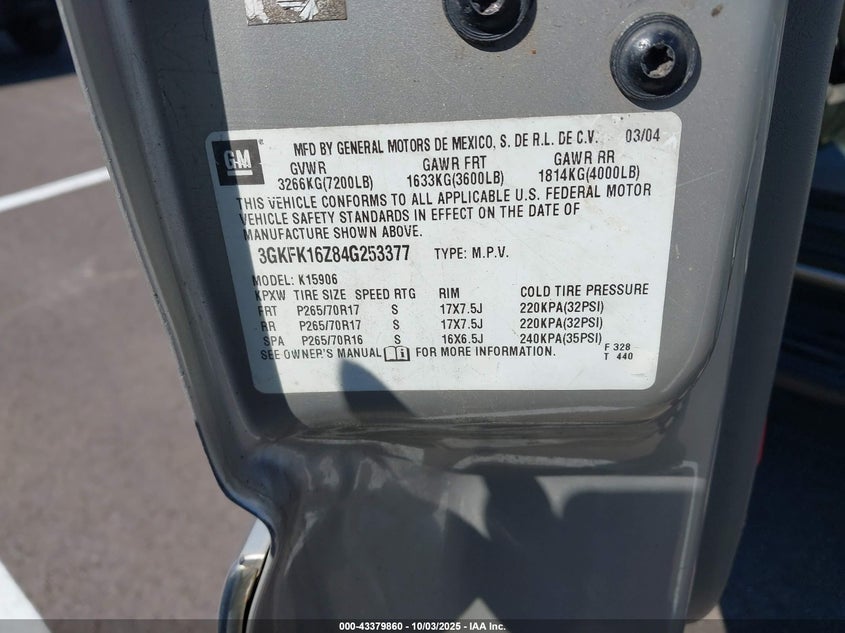 GM
MFD BY GENERAL MOTORS DE MEXICO, S. DE R.L. DE C.V. 03/04
GVWR GAWR FRT GAWR RR
3266KG(7200LB) 1633KG(3600LB) 1814KG(4000LB)
THIS VEHICLE CONFORMS TO ALL APPLICABLE U.S. FEDERAL MOTOR
VEHICLE SAFETY STANDARDS IN EFFECT ON THE DATE OF
MANUFACTURE SHOWN ABOVE.
3GKFK16Z84G253377 TYPE: M.P.V.
MODEL: K15906
KPXW TIRE SIZE SPEED RTG RIM COLD TIRE PRESSURE
FRT P265/70R17 S 17X7.5J 220KPA(32PSI)
RR P265/70R17 S 17X7.5J 220KPA(32PSI)
SPA P265/70R16 S 16X6.5J 240KPA(35PSI)
SEE OWNER'S MANUAL FOR MORE INFORMATION. F 328
T 440
000-43379860 - 10/03/2025 - IAA Inc.